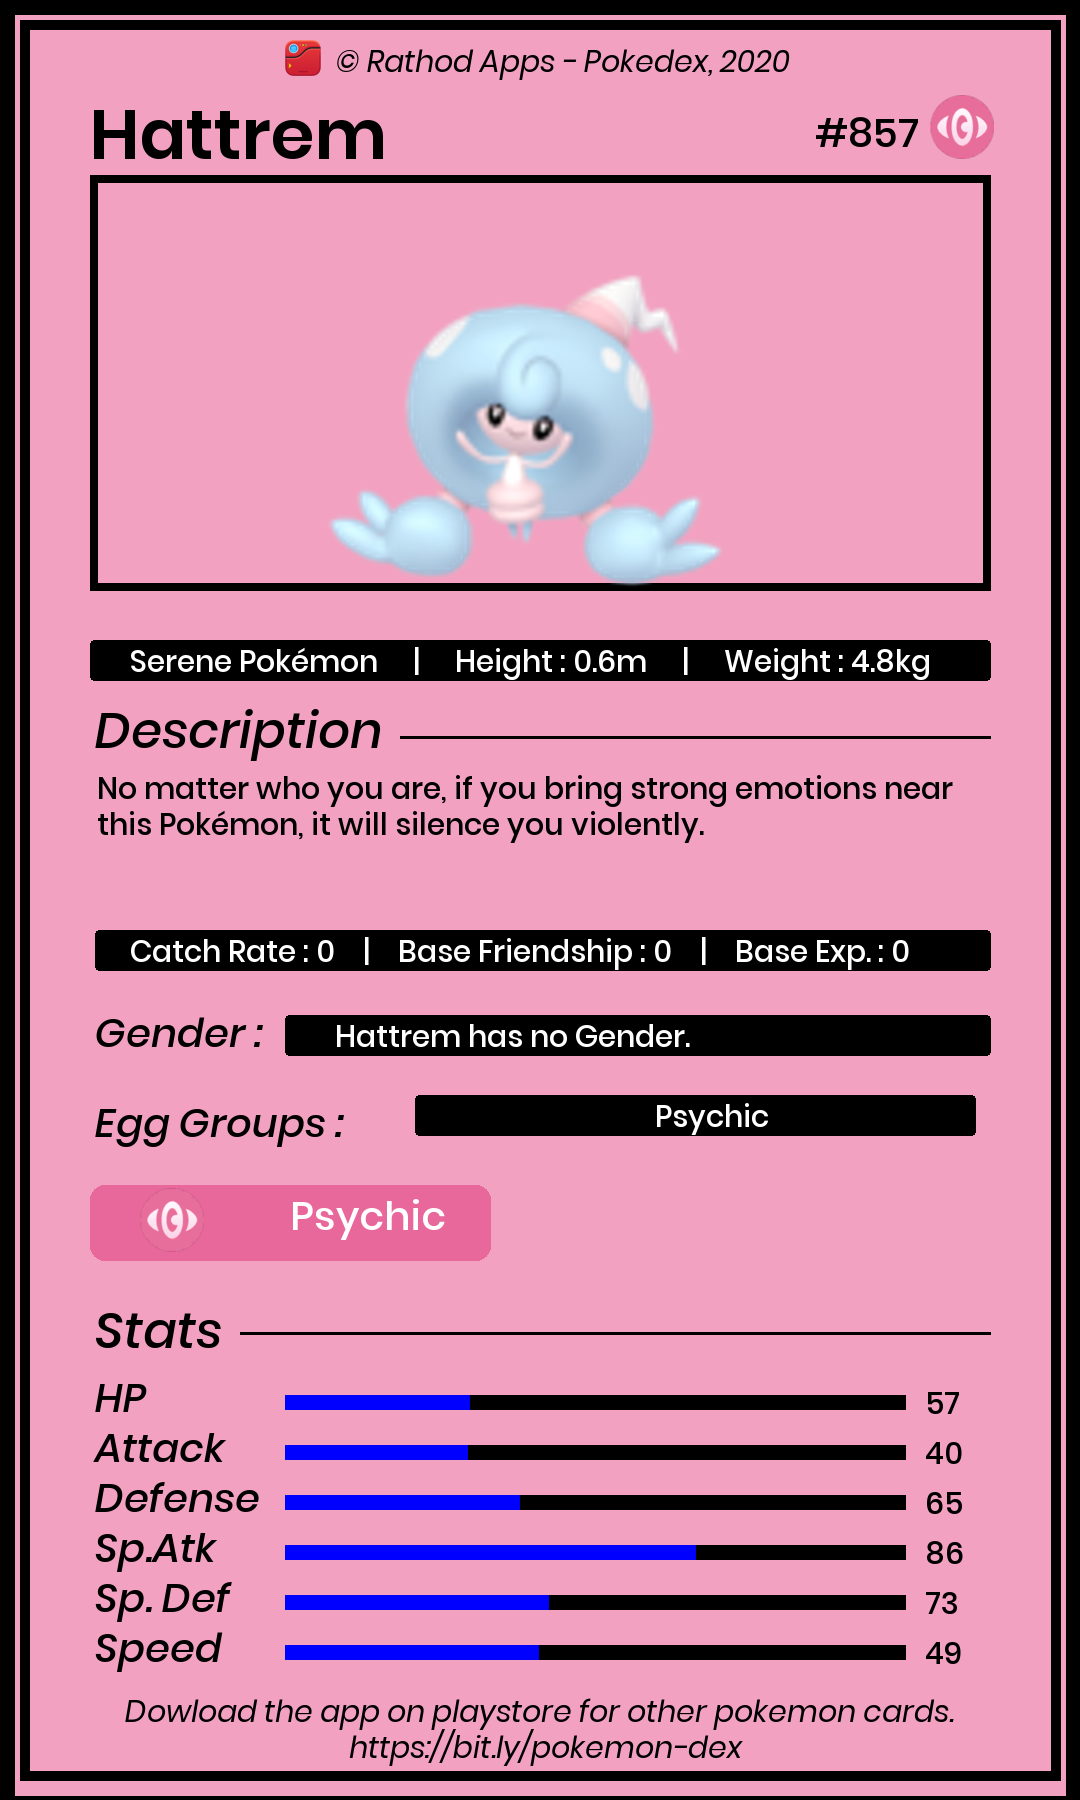 © Rathod Apps - Pokedex, 2020
Hattrem #857
Serene Pokémon | Height : 0.6m | Weight : 4.8kg
Description
No matter who you are, if you bring strong emotions near
this Pokémon, it will silence you violently.
Catch Rate : 0 | Base Friendship : 0 | Base Exp. : 0
Gender : Hattrem has no Gender.
Egg Groups : Psychic
Psychic
Stats
HP 57
Attack 40
Defense 65
Sp.Atk 86
Sp. Def 73
Speed 49
Dowload the app on playstore for other pokemon cards.
https://bit.ly/pokemon-dex